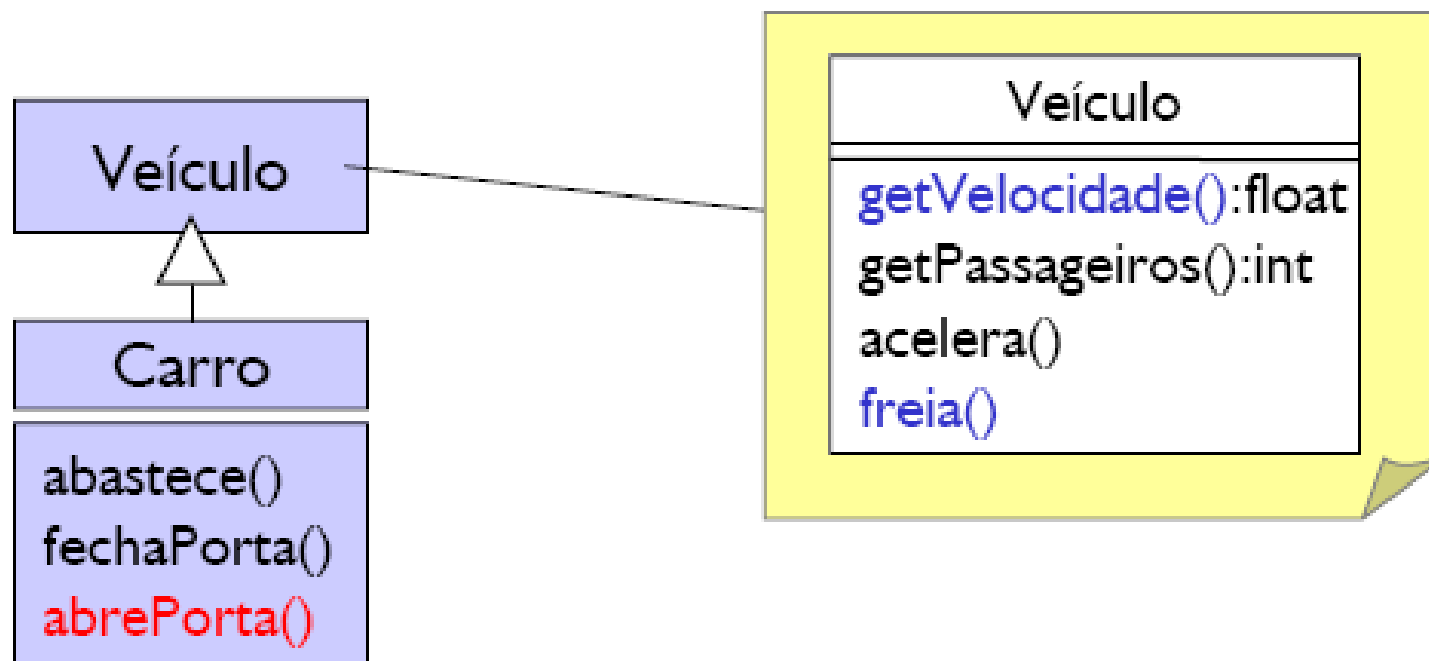 Veículo
Carro
abastece()
fechaPorta()
abrePorta()
Veículo
getVelocidade():float
getPassageiros():int
acelera()
freia()